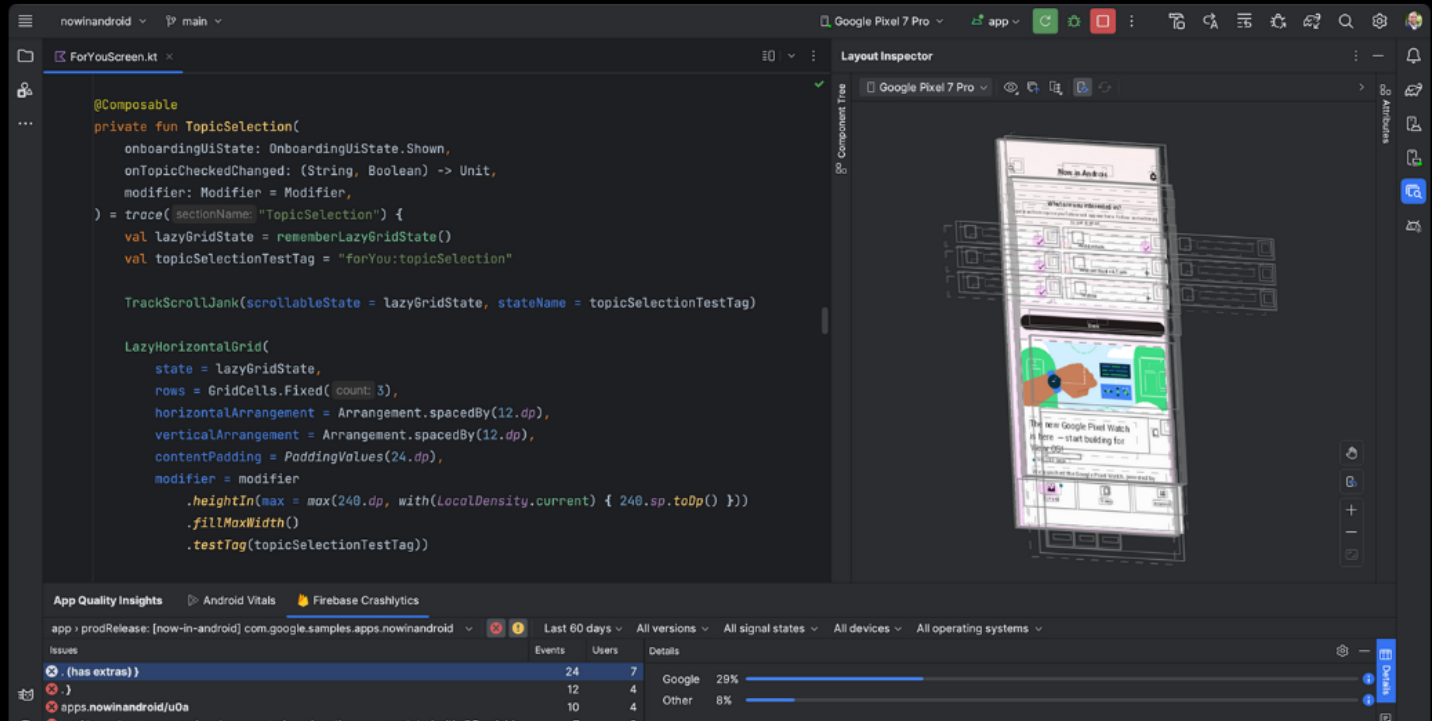 nowinandroid main Google Pixel 7 Pro app
ForYouScreen.kt
@Composable
private fun TopicSelection(
onboardingUiState: OnboardingUiState.Shown,
onTopicCheckedChanged: (String, Boolean) -> Unit,
modifier: Modifier = Modifier,
) = trace( sectionName: "TopicSelection") {
val lazyGridState = rememberLazyGridState()
val topicSelectionTestTag = "forYou:topicSelection"
TrackScrollJank(scrollableState = lazyGridState, stateName = topicSelectionTestTag)
LazyHorizontalGrid(
state = lazyGridState,
rows = GridCells.Fixed( count: 3),
horizontalArrangement = Arrangement.spacedBy(12.dp),
verticalArrangement = Arrangement.spacedBy(12.dp),
contentPadding = PaddingValues(24.dp),
modifier = modifier
.heightIn(max = max(240.dp, with(LocalDensity.current) { 240.sp.toDp() }))
.fillMaxWidth()
.testTag(topicSelectionTestTag))
Layout Inspector
Google Pixel 7 Pro
Component Tree
Attributes
Now in Android
What are you interested in?
The new Google Pixel Watch
is here — start building for
Wear OS!
App Quality Insights Android Vitals Firebase Crashlytics
app › prodRelease: [now-in-android] com.google.samples.apps.nowinandroid Last 60 days All versions All signal states All devices All operating systems
Issues Events Users Details
. (has extras) } 24 7
. } 12 4
apps.nowinandroid/u0a 10 4
Google 29%
Other 8%
Details